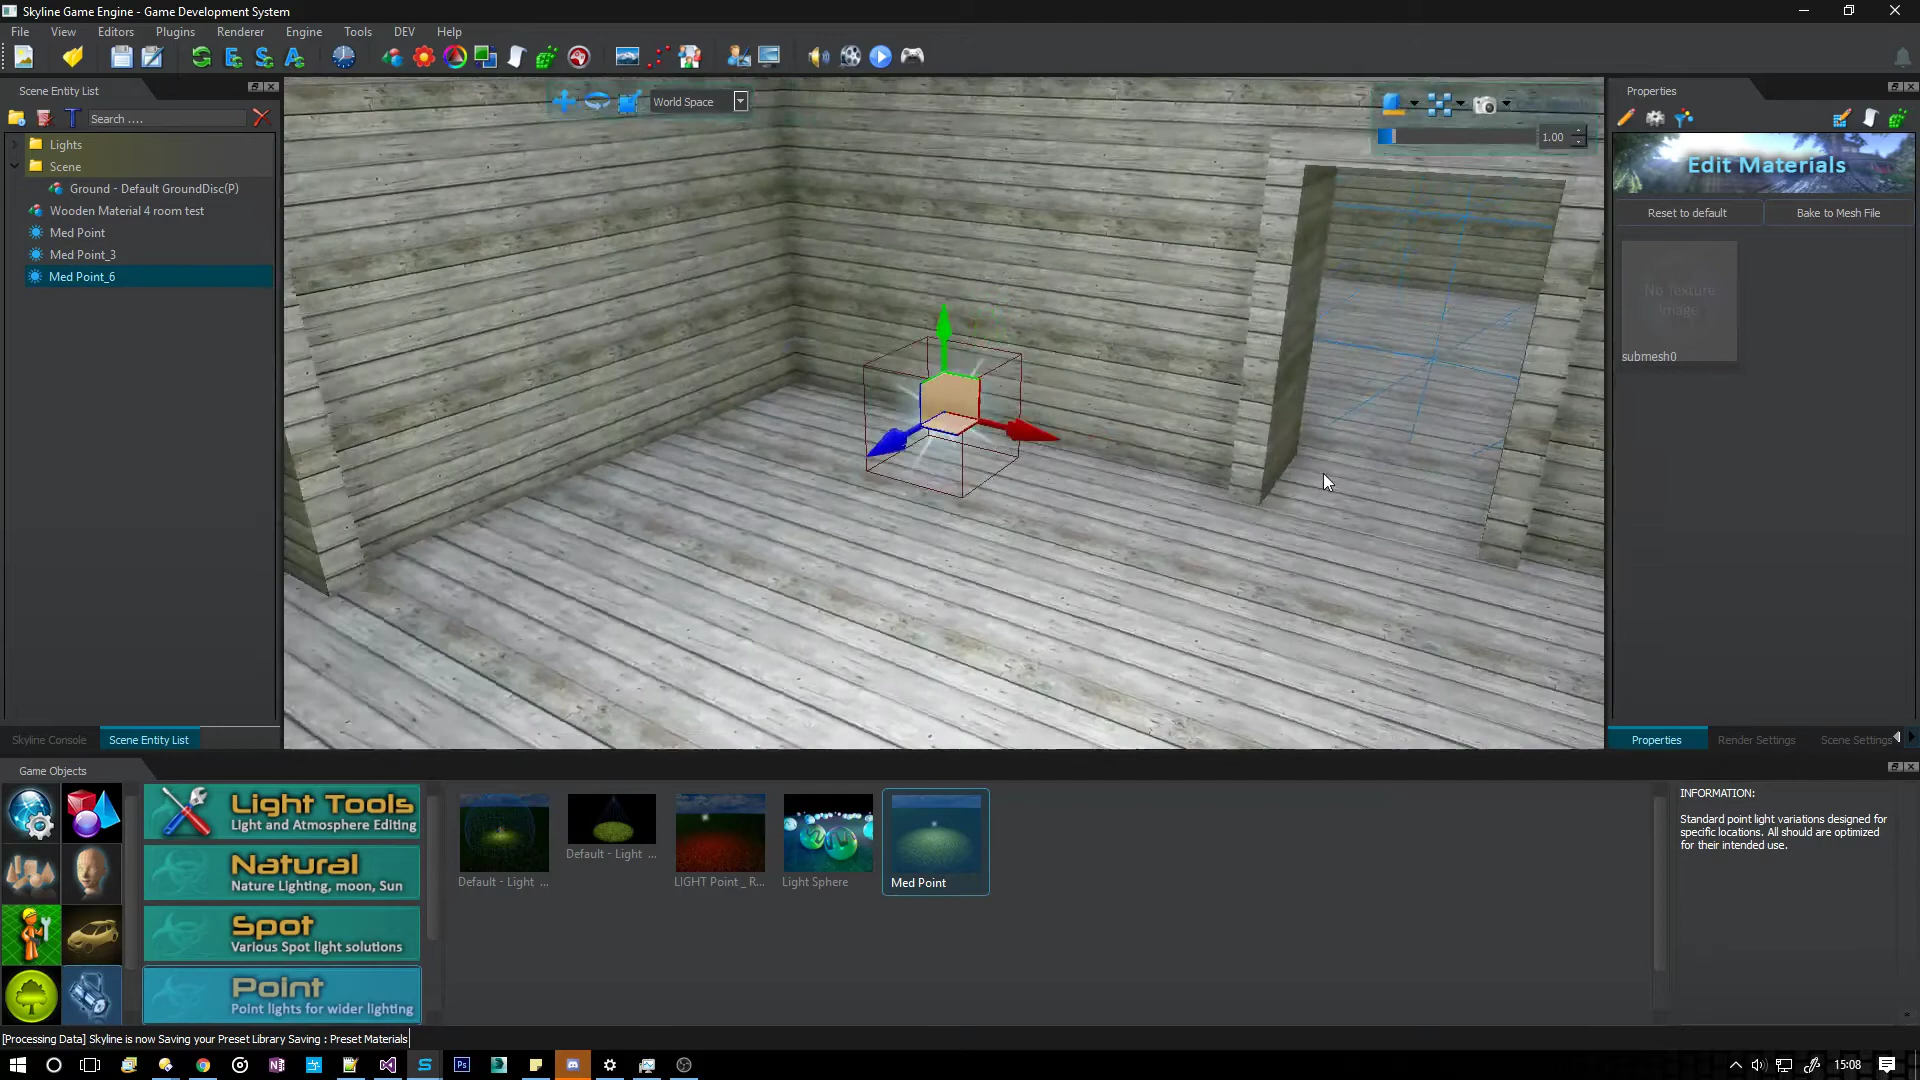 Skyline Game Engine - Game Development System
File View Editors Plugins Renderer Engine Tools DEV Help
Scene Entity List
Search ....
Lights
Scene
Ground - Default GroundDisc(P)
Wooden Material 4 room test
Med Point
Med Point_3
Med Point_6
World Space
1.00
Properties
Edit Materials
Reset to default Bake to Mesh File
No Texture
Image
submesh0
Skyline Console Scene Entity List
Properties Render Settings Scene Settings
Game Objects
Light Tools
Light and Atmosphere Editing
Natural
Nature Lighting, moon, Sun
Spot
Various Spot light solutions
Point
Point lights for wider lighting
Default - Light ...
Default - Light ...
LIGHT Point _ R...
Light Sphere
Med Point
INFORMATION:
Standard point light variations designed for
specific locations. All should are optimized
for their intended use.
[Processing Data] Skyline is now Saving your Preset Library Saving : Preset Materials
15:08